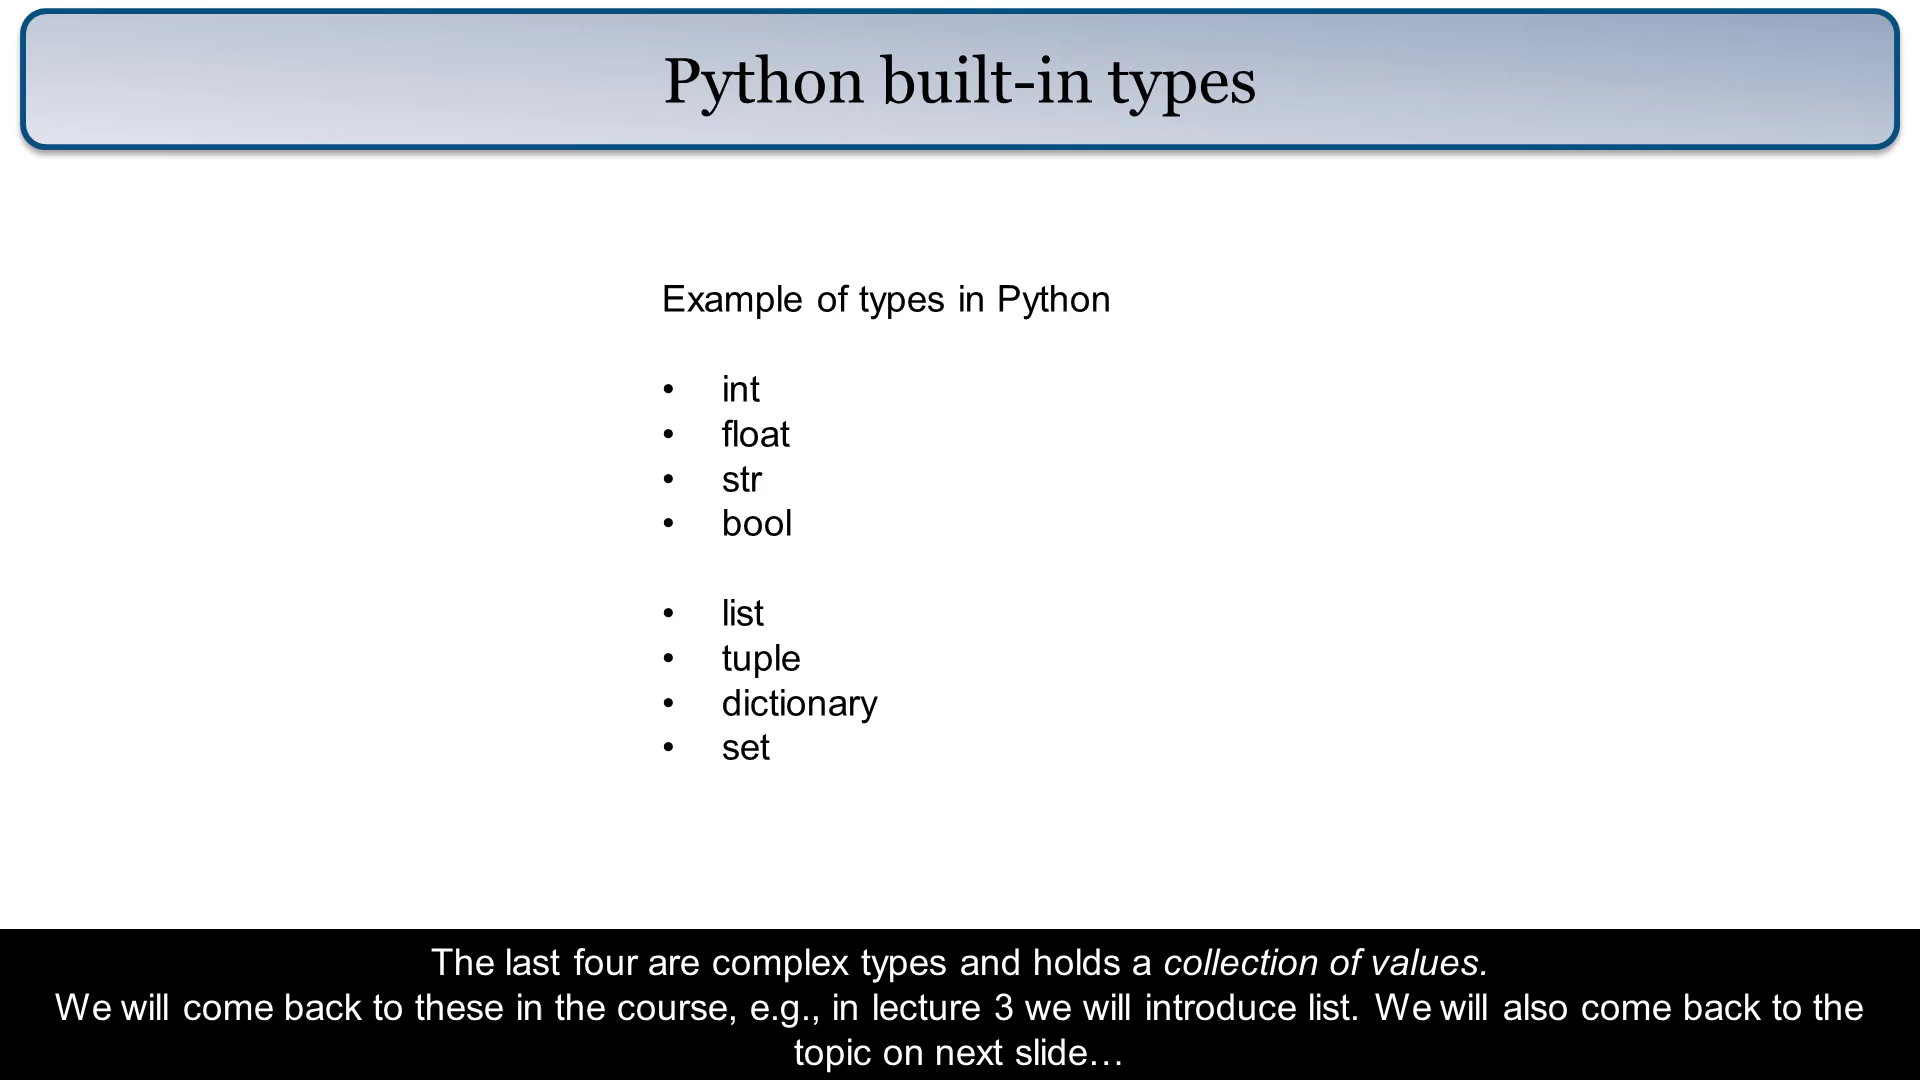 Python built-in types
Example of types in Python
• int
• float
• str
• bool
• list
• tuple
• dictionary
• set
The last four are complex types and holds a collection of values.
We will come back to these in the course, e.g., in lecture 3 we will introduce list. We will also come back to the
topic on next slide…